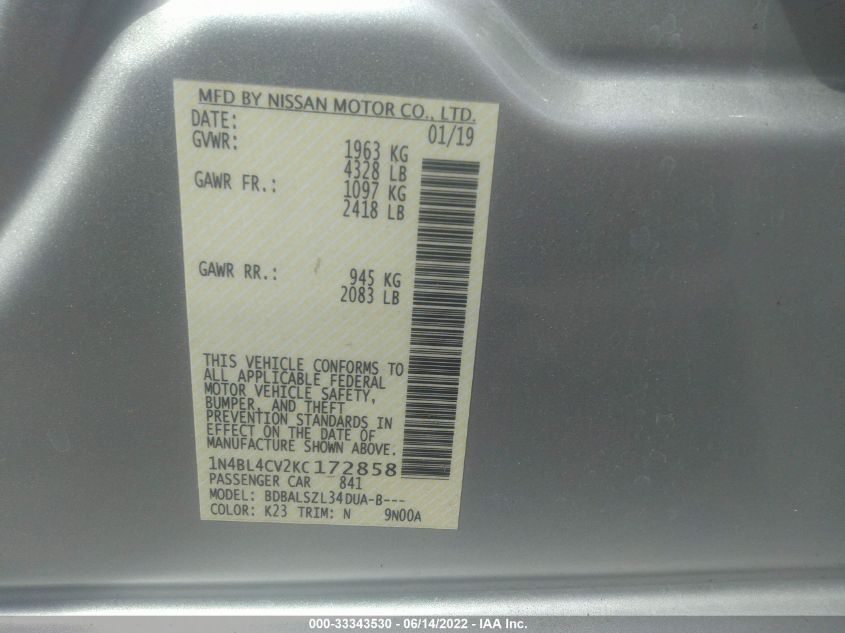 MFD BY NISSAN MOTOR CO., LTD.
DATE: 01/19
GVWR: 1963 KG
4328 LB
GAWR FR.: 1097 KG
2418 LB
GAWR RR.: 945 KG
2083 LB
THIS VEHICLE CONFORMS TO
ALL APPLICABLE FEDERAL
MOTOR VEHICLE SAFETY,
BUMPER, AND THEFT
PREVENTION STANDARDS IN
EFFECT ON THE DATE OF
MANUFACTURE SHOWN ABOVE.
1N4BL4CV2KC172858
PASSENGER CAR 841
MODEL: BDBALSZL34DUA-B---
COLOR: K23 TRIM: N 9N00A
000-33343530 - 06/14/2022 - IAA Inc.